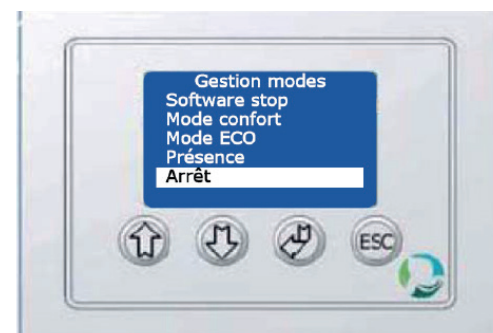 Gestion modes
Software stop
Mode confort
Mode ECO
Présence
Arrêt
ESC